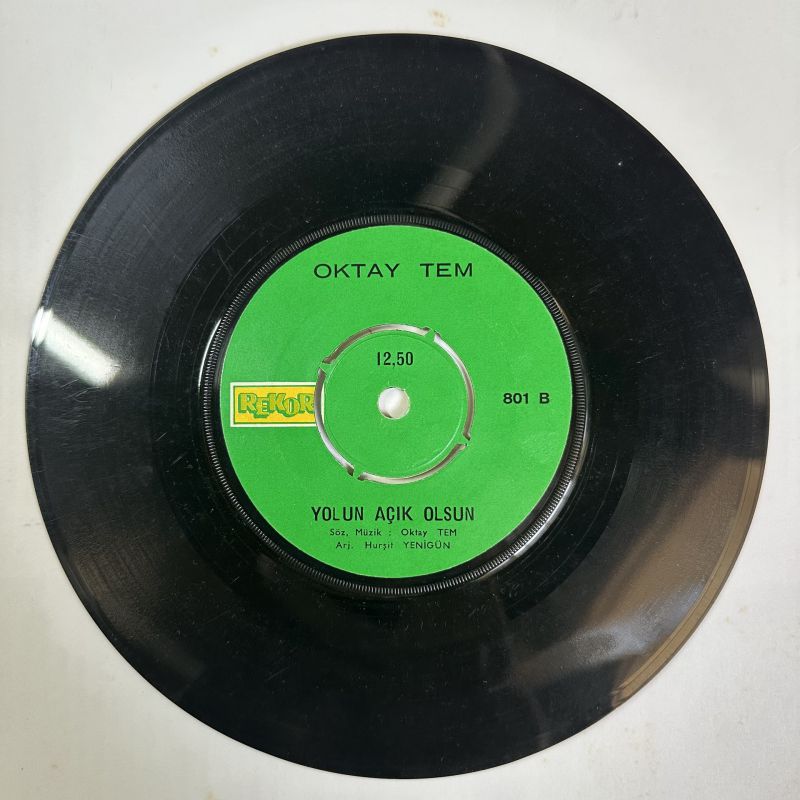 OKTAY TEM
12,50
REKOR
801 B
YOLUN AÇIK OLSUN
Söz, Müzik : Oktay TEM
Arj. Hurşit YENİGÜN